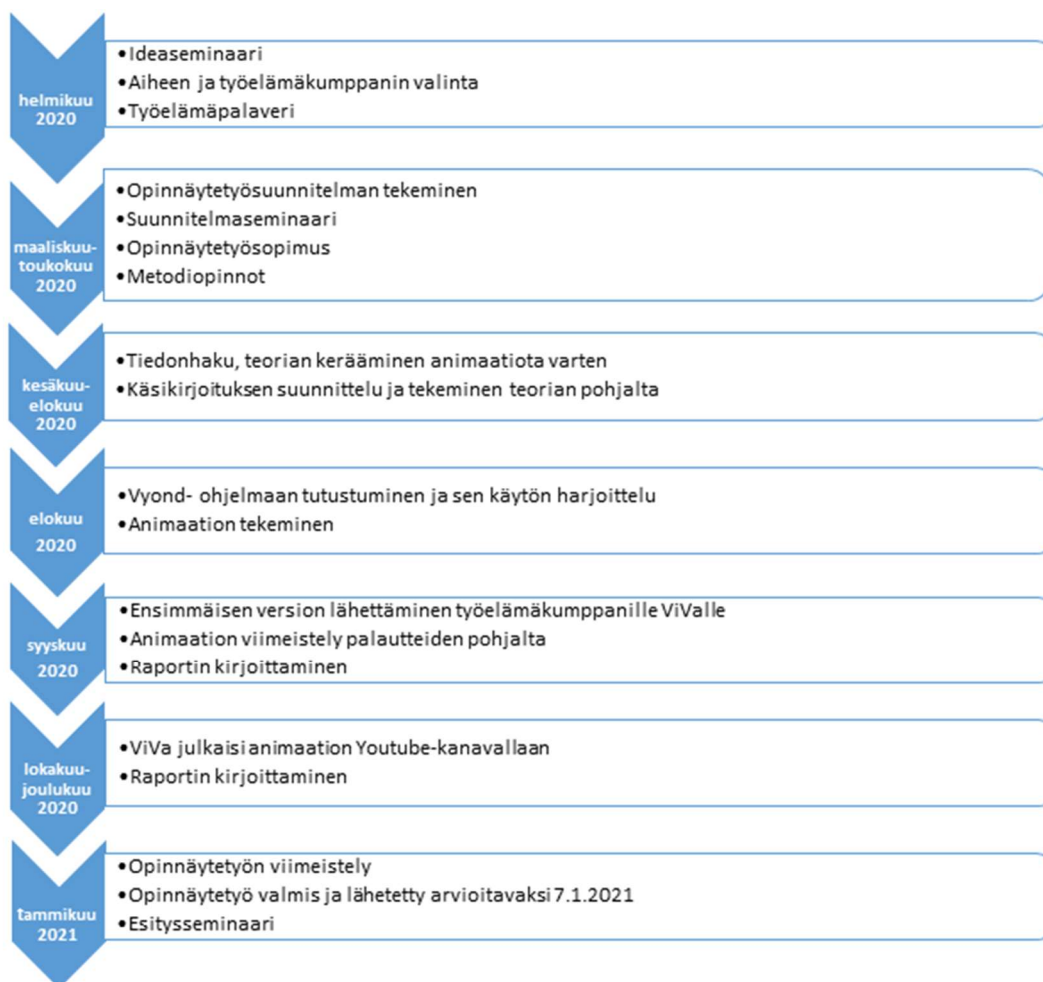 helmikuu
2020
•Ideaseminaari
•Aiheen ja työelämäkumppanin valinta
•Työelämäpalaveri
maaliskuu-
toukokuu
2020
•Opinnäytetyösuunnitelman tekeminen
•Suunnitelmaseminaari
•Opinnäytetyösopimus
•Metodiopinnot
kesäkuu-
elokuu
2020
•Tiedonhaku, teorian kerääminen animaatiota varten
•Käsikirjoituksen suunnittelu ja tekeminen teorian pohjalta
elokuu
2020
•Vyond- ohjelmaan tutustuminen ja sen käytön harjoittelu
•Animaation tekeminen
syyskuu
2020
•Ensimmäisen version lähettäminen työelämäkumppanille ViValle
•Animaation viimeistely palautteiden pohjalta
•Raportin kirjoittaminen
lokakuu-
joulukuu
2020
•ViVa julkaisi animaation Youtube-kanavallaan
•Raportin kirjoittaminen
tammikuu
2021
•Opinnäytetyön viimeistely
•Opinnäytetyö valmis ja lähetetty arvioitavaksi 7.1.2021
•Esitysseminaari